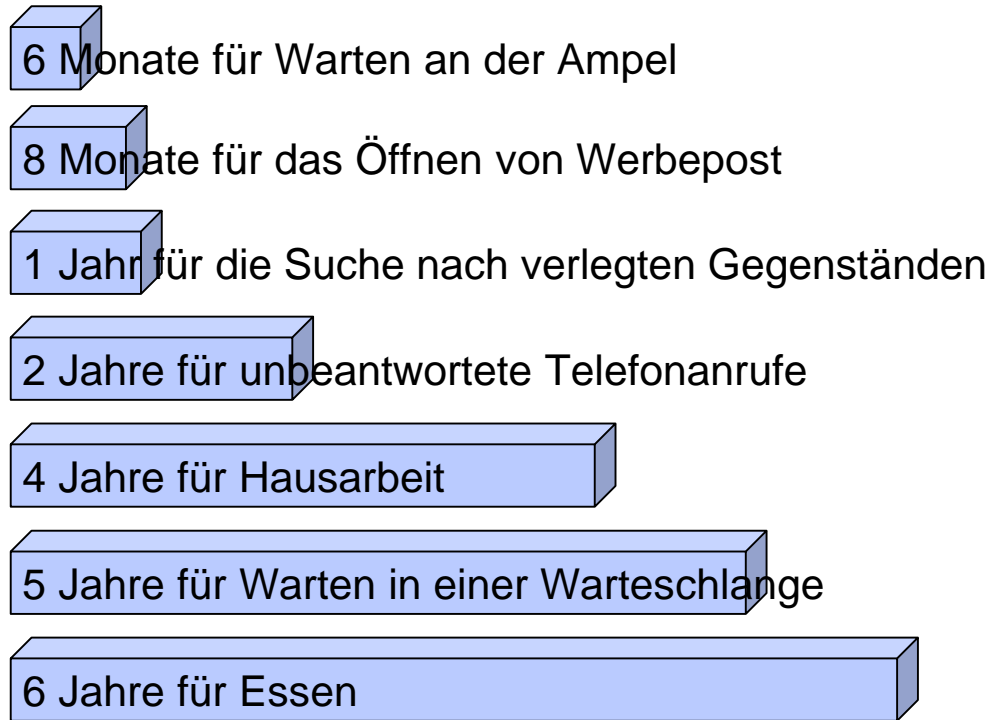 6 Monate für Warten an der Ampel
8 Monate für das Öffnen von Werbepost
1 Jahr für die Suche nach verlegten Gegenständen
2 Jahre für unbeantwortete Telefonanrufe
4 Jahre für Hausarbeit
5 Jahre für Warten in einer Warteschlange
6 Jahre für Essen